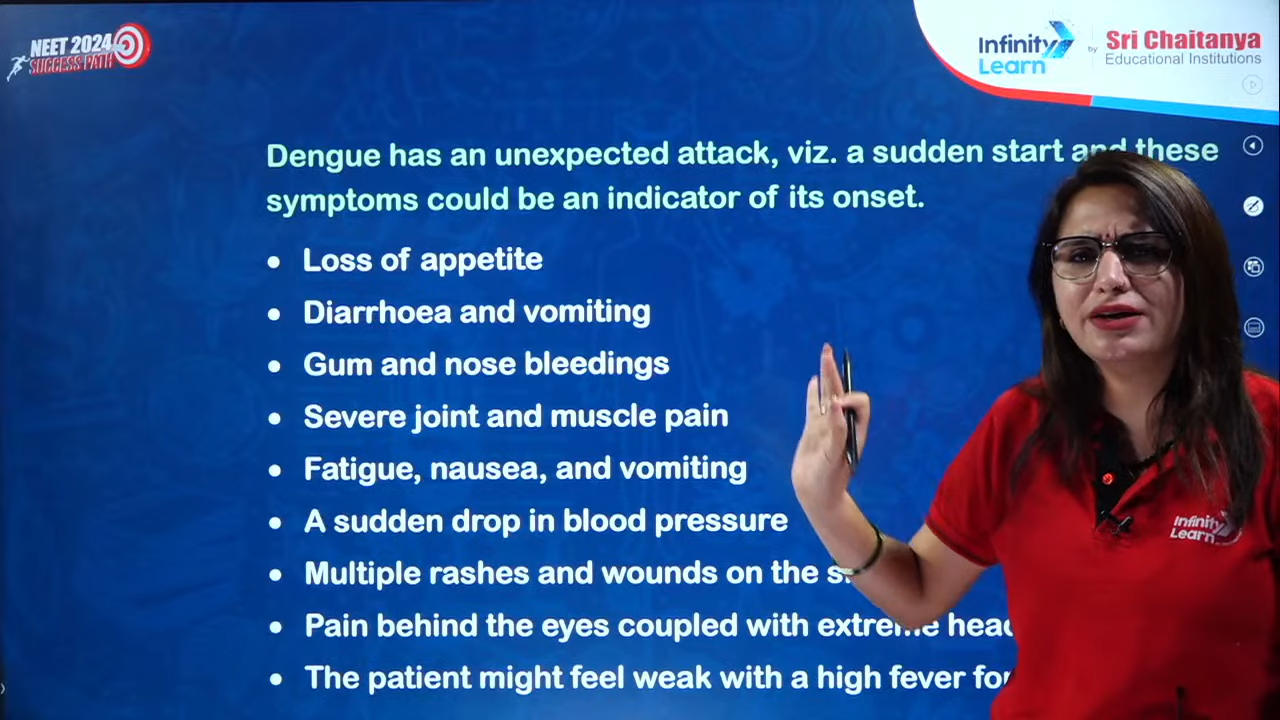 NEET 2024
SUCCESS PATH
Infinity
Learn
by
Sri Chaitanya
Educational Institutions
Dengue has an unexpected attack, viz. a sudden start and these
symptoms could be an indicator of its onset.
• Loss of appetite
• Diarrhoea and vomiting
• Gum and nose bleedings
• Severe joint and muscle pain
• Fatigue, nausea, and vomiting
• A sudden drop in blood pressure
• Multiple rashes and wounds on the
• Pain behind the eyes coupled with extreme
• The patient might feel weak with a high fever
Infinity
Learn